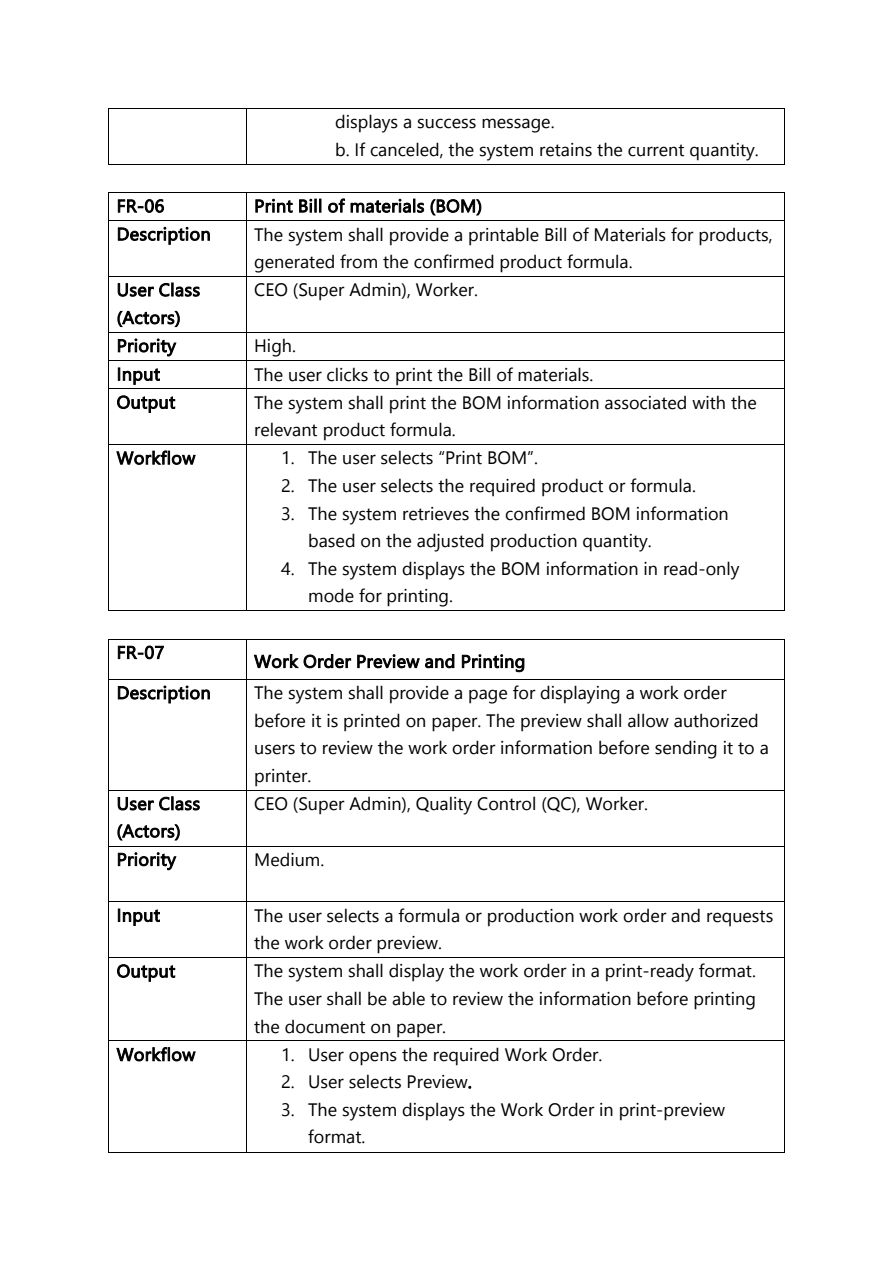 displays a success message.
b. If canceled, the system retains the current quantity.
FR-06 Print Bill of materials (BOM)
Description The system shall provide a printable Bill of Materials for products,
generated from the confirmed product formula.
User Class CEO (Super Admin), Worker.
(Actors)
Priority High.
Input The user clicks to print the Bill of materials.
Output The system shall print the BOM information associated with the
relevant product formula.
Workflow 1. The user selects “Print BOM”.
2. The user selects the required product or formula.
3. The system retrieves the confirmed BOM information
based on the adjusted production quantity.
4. The system displays the BOM information in read-only
mode for printing.
FR-07 Work Order Preview and Printing
Description The system shall provide a page for displaying a work order
before it is printed on paper. The preview shall allow authorized
users to review the work order information before sending it to a
printer.
User Class CEO (Super Admin), Quality Control (QC), Worker.
(Actors)
Priority Medium.
Input The user selects a formula or production work order and requests
the work order preview.
Output The system shall display the work order in a print-ready format.
The user shall be able to review the information before printing
the document on paper.
Workflow 1. User opens the required Work Order.
2. User selects Preview.
3. The system displays the Work Order in print-preview
format.